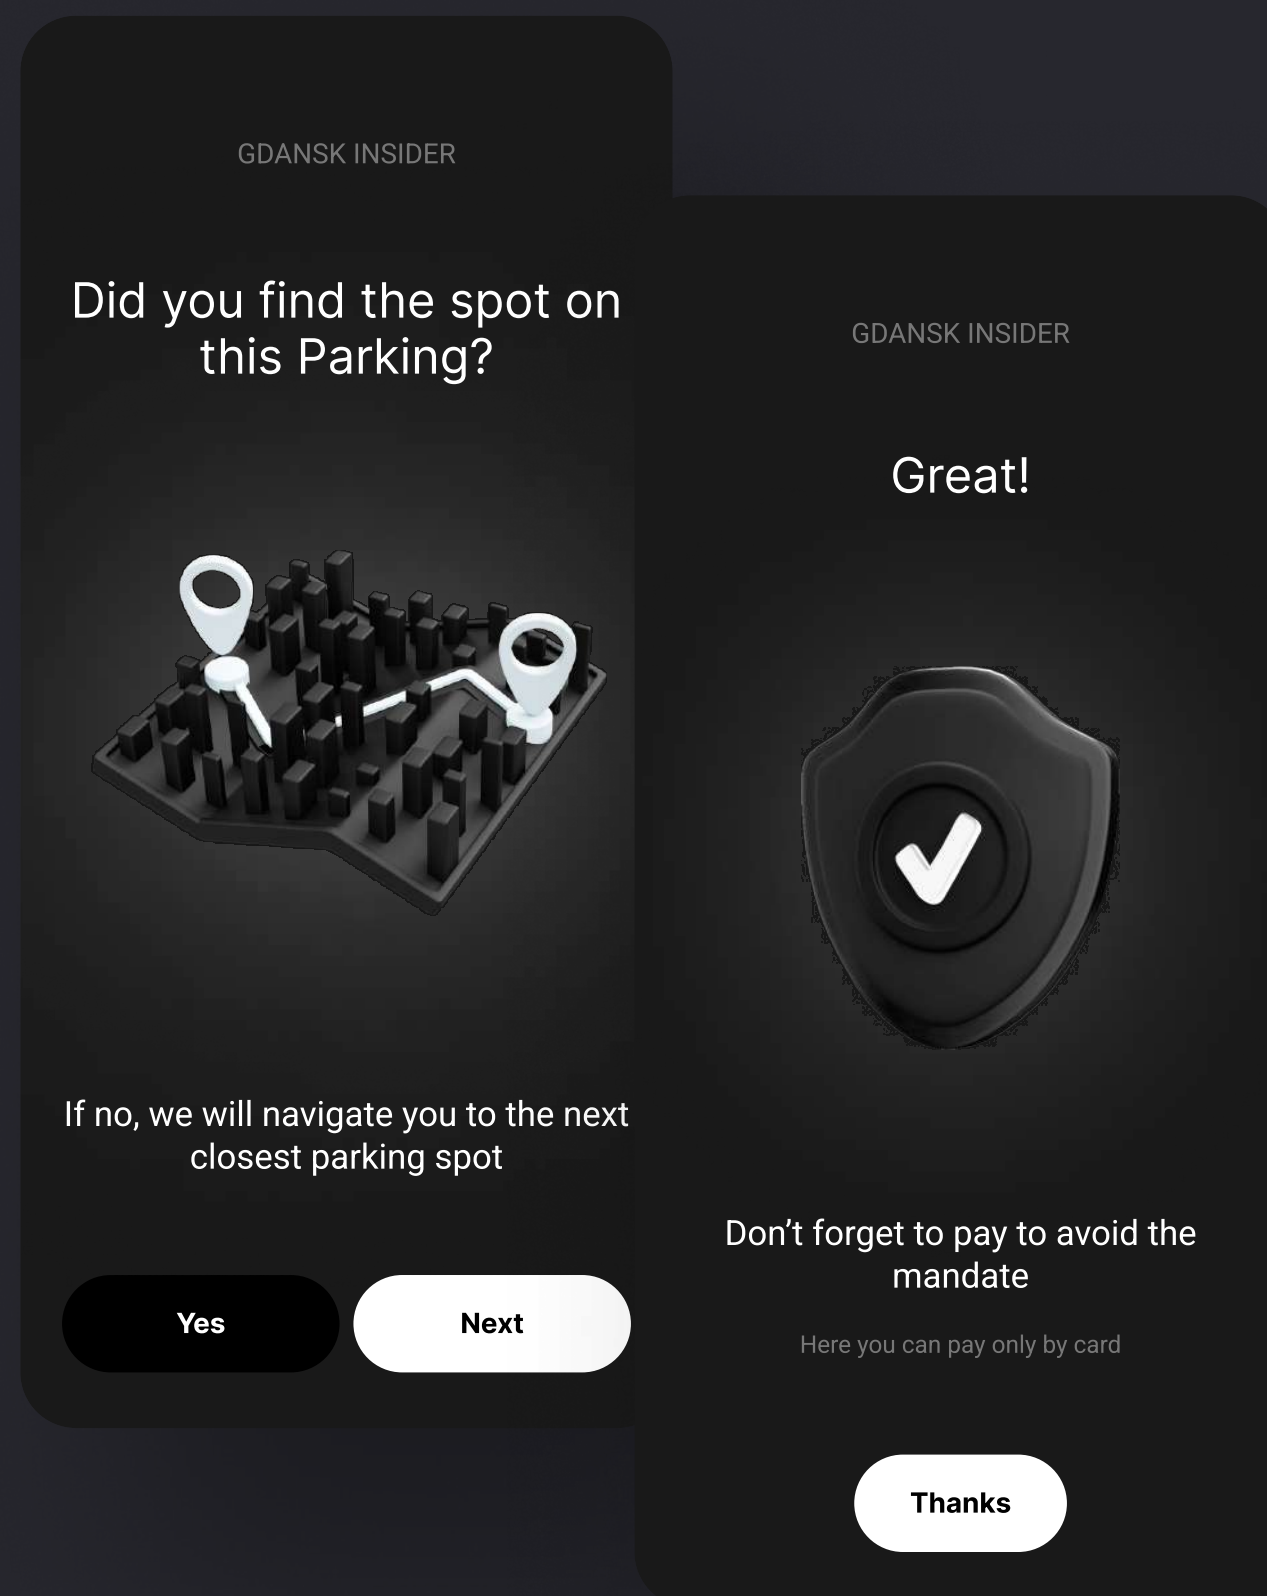 GDANSK INSIDER
Did you find the spot on
this Parking?
If no, we will navigate you to the next
closest parking spot
Yes
Next
GDANSK INSIDER
Great!
Don’t forget to pay to avoid the
mandate
Here you can pay only by card
Thanks